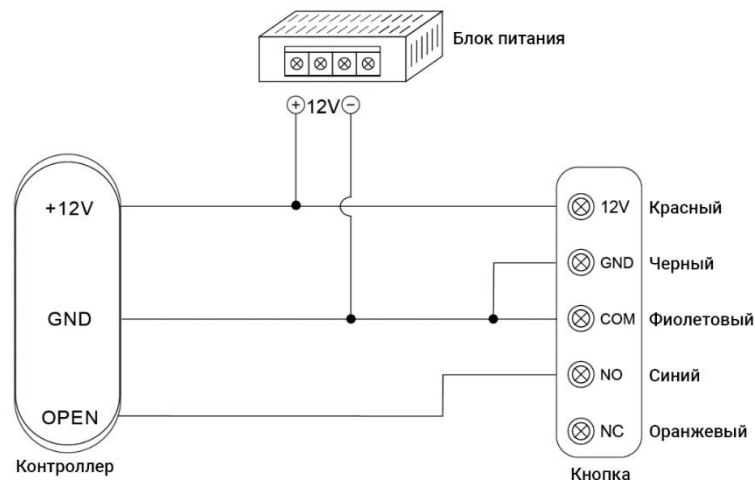 Блок питания
+ 12V −
+12V
GND
OPEN
Контроллер
12V Красный
GND Черный
COM Фиолетовый
NO Синий
NC Оранжевый
Кнопка